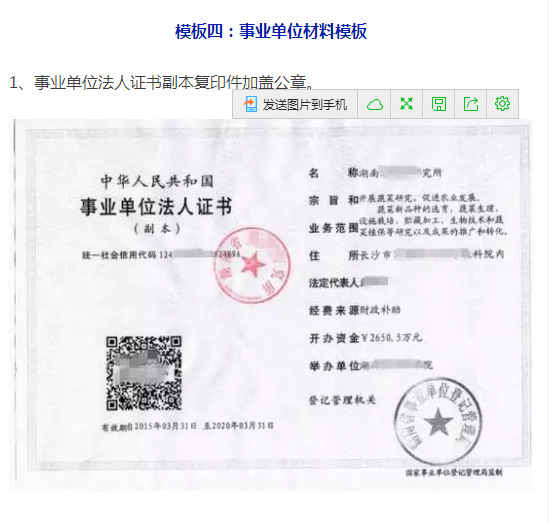 模板四：事业单位材料模板
1、事业单位法人证书副本复印件加盖公章。
发送图片到手机
中华人民共和国
事业单位法人证书
（副本）
统一社会信用代码 124
有效期自2015年03月31日 至2020年03月31日
名 称 湖南 究所
宗旨和 开展蔬菜研究，促进农业发展。
业务范围 蔬菜新品种的选育，蔬菜生理，
设施栽培、贮藏加工、生物技术和蔬
菜植保等研究以及成果的推广和转化。
住 所 长沙市 科院内
法定代表人
经费来源 财政补助
开办资金 ￥2650.5万元
举办单位 湖 院
登记管理机关
国家事业单位登记管理局监制